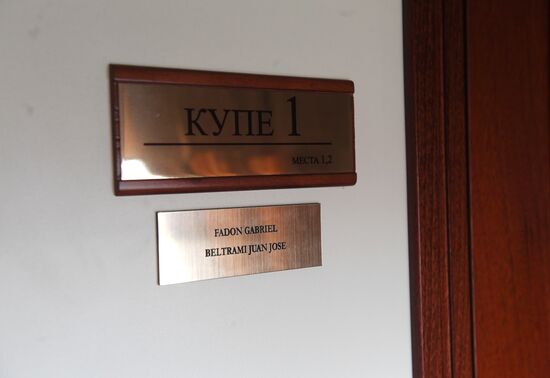 КУПЕ 1
МЕСТА 1,2
FADON GABRIEL
BELTRAMI JUAN JOSE